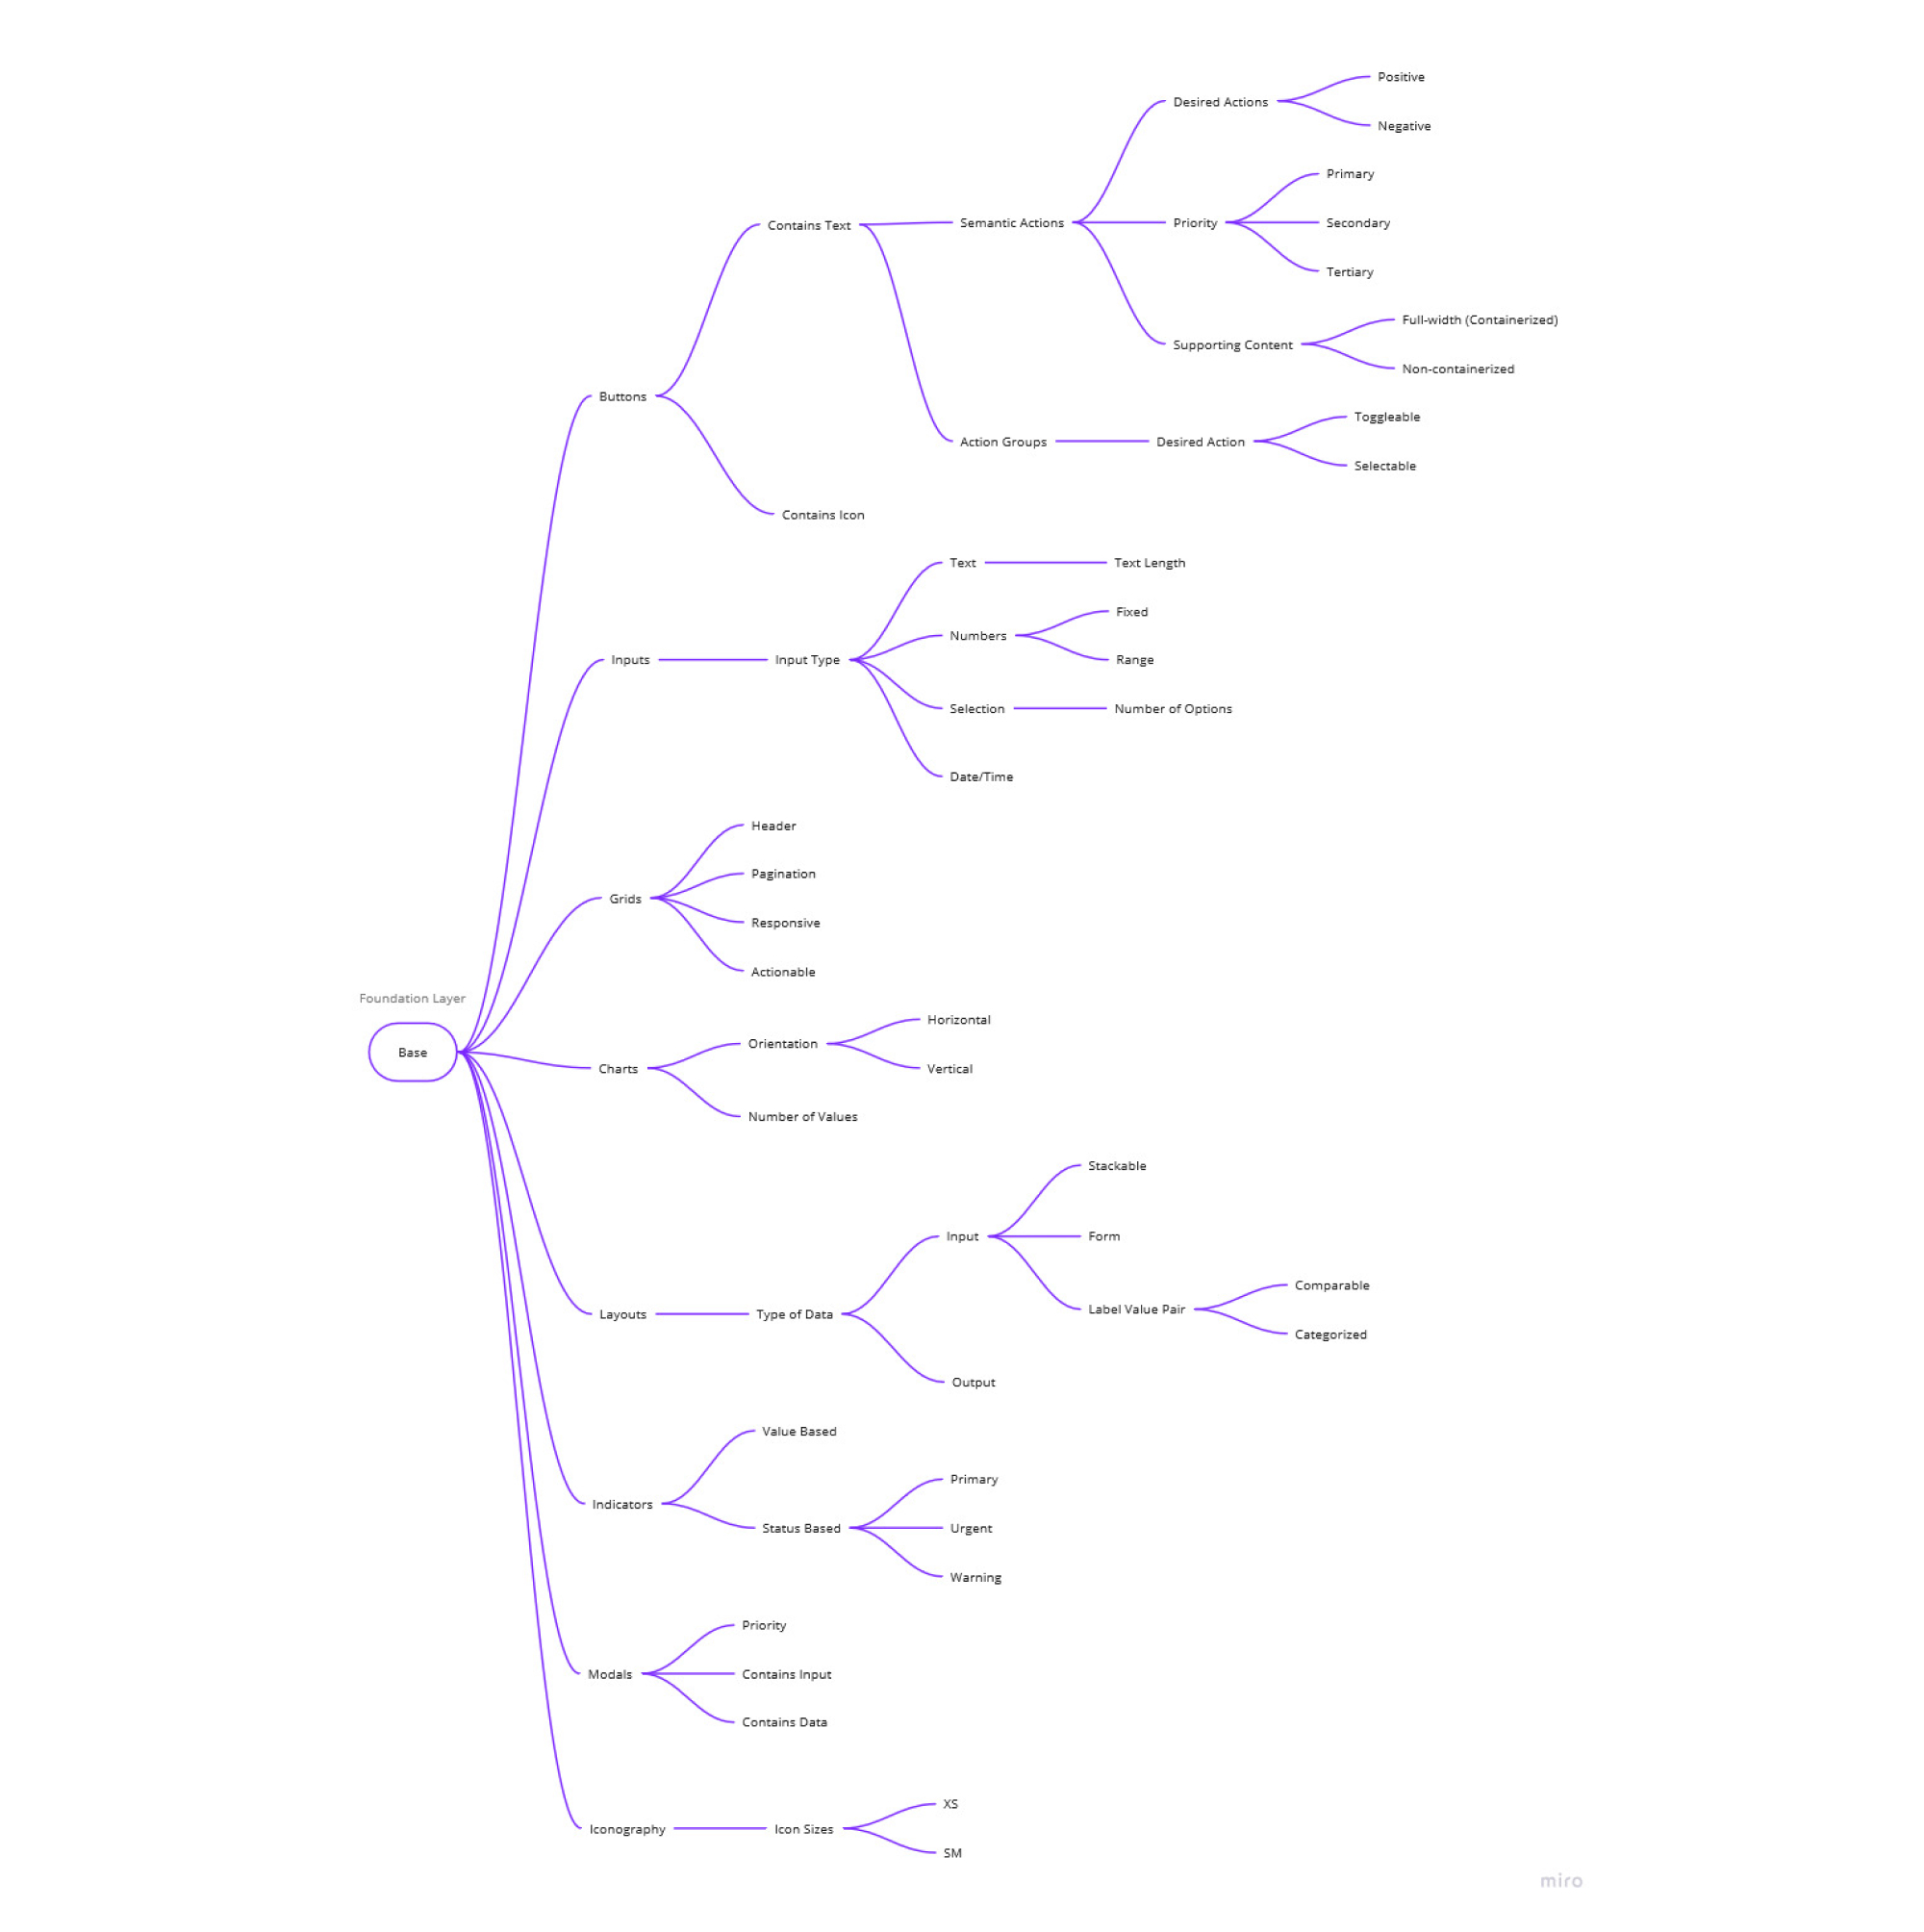 Foundation Layer
Base
Buttons
Contains Text
Semantic Actions
Desired Actions
Positive
Negative
Priority
Primary
Secondary
Tertiary
Supporting Content
Full-width (Containerized)
Non-containerized
Action Groups
Desired Action
Toggleable
Selectable
Contains Icon
Inputs
Input Type
Text
Text Length
Numbers
Fixed
Range
Selection
Number of Options
Date/Time
Grids
Header
Pagination
Responsive
Actionable
Charts
Orientation
Horizontal
Vertical
Number of Values
Layouts
Type of Data
Input
Stackable
Form
Label Value Pair
Comparable
Categorized
Output
Indicators
Value Based
Status Based
Primary
Urgent
Warning
Modals
Priority
Contains Input
Contains Data
Iconography
Icon Sizes
XS
SM
miro